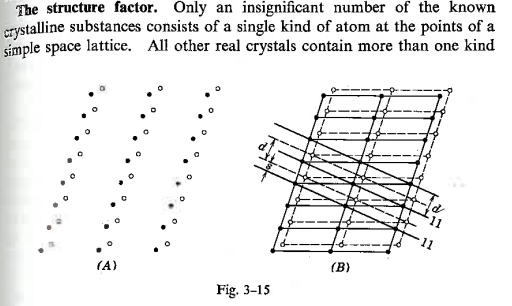 The structure factor. Only an insignificant number of the known
crystalline substances consists of a single kind of atom at the points of a
simple space lattice. All other real crystals contain more than one kind
d
s
d
11
11
(A)
(B)
Fig. 3–15